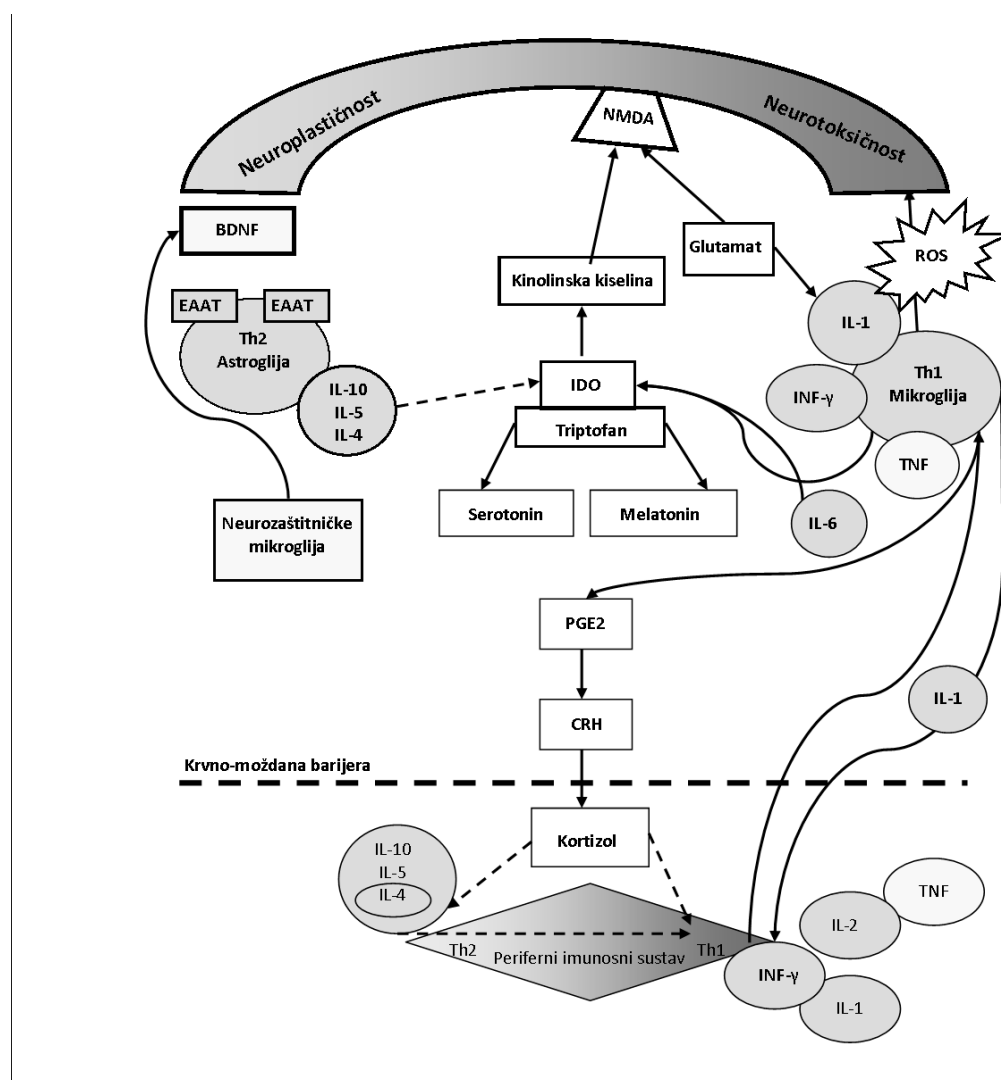 Neuroplastičnost
Neurotoksičnost
NMDA
BDNF
Glutamat
ROS
Kinolinska kiselina
EAAT
EAAT
Th2
Astroglija
IL-1
IL-10
IL-5
IL-4
IDO
Triptofan
INF-γ
Th1
Mikroglija
TNF
Serotonin
Melatonin
IL-6
Neurozaštitničke
mikroglija
PGE2
CRH
IL-1
Krvno-moždana barijera
Kortizol
IL-10
IL-5
IL-4
Th2
Periferni imunosni sustav
Th1
TNF
IL-2
INF-γ
IL-1